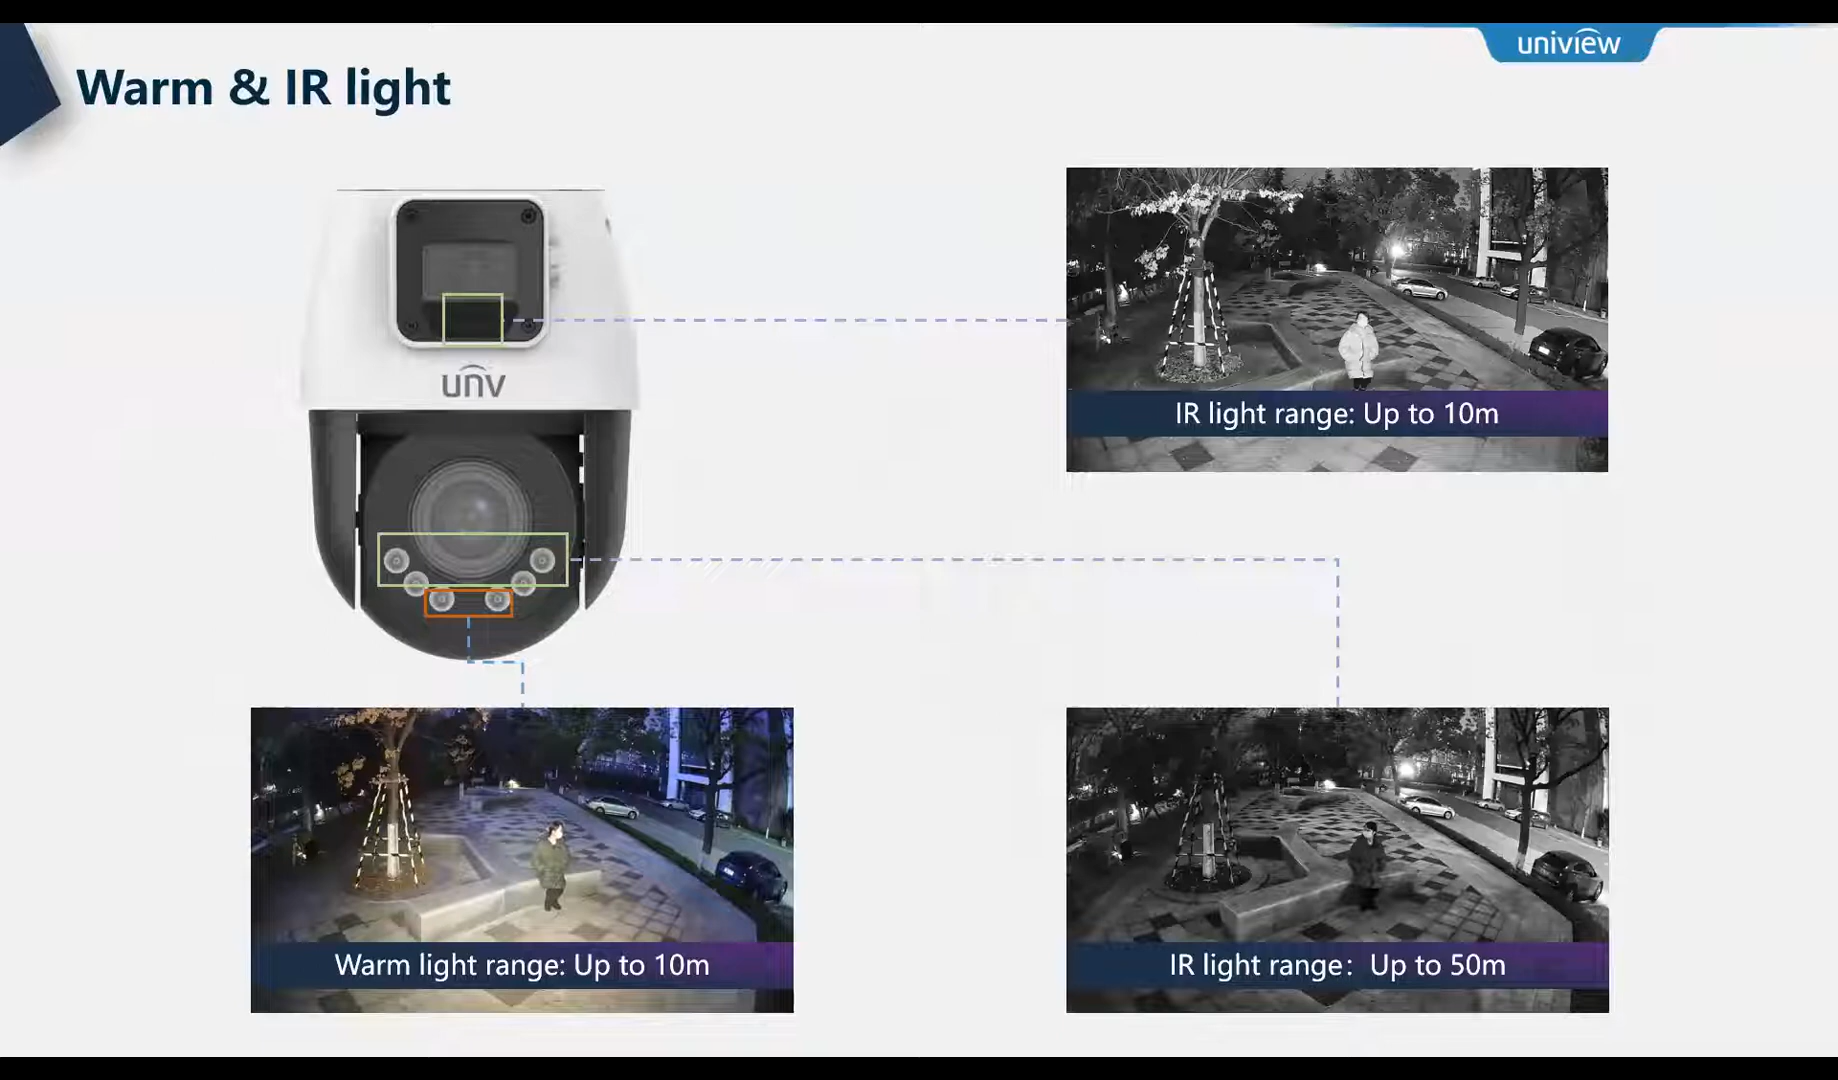 uniview
Warm & IR light
unv
IR light range: Up to 10m
Warm light range: Up to 10m
IR light range: Up to 50m